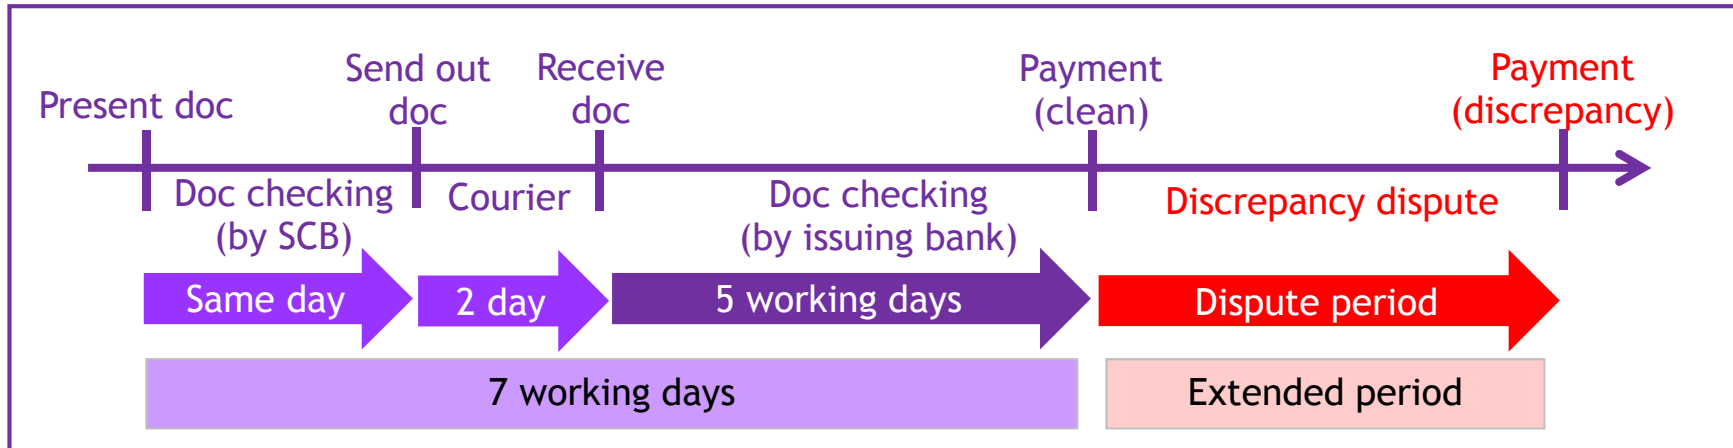 Present doc
Send out
doc
Receive
doc
Payment
(clean)
Payment
(discrepancy)
Doc checking
(by SCB)
Courier
Doc checking
(by issuing bank)
Discrepancy dispute
Same day
2 day
5 working days
Dispute period
7 working days
Extended period